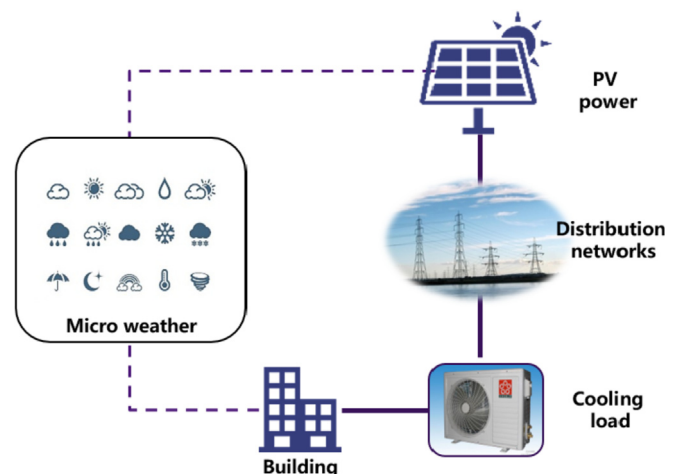 PV
power
Distribution
networks
Micro weather
Cooling
load
Building